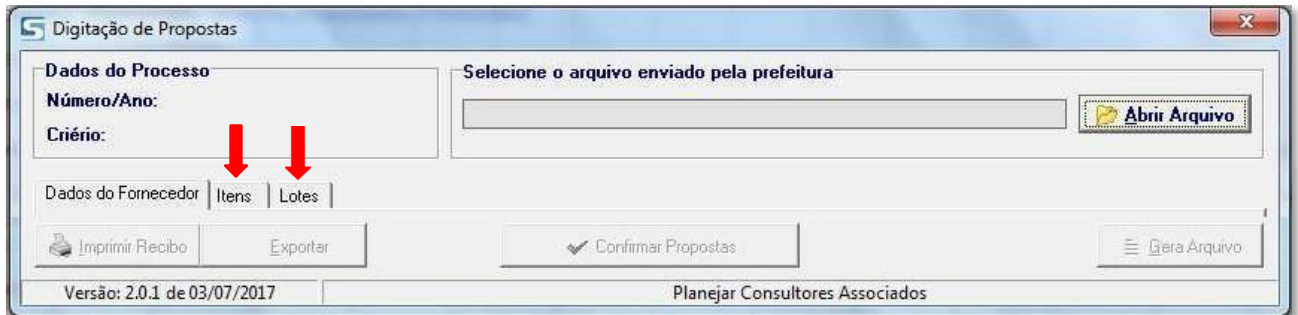 Digitação de Propostas
Dados do Processo
Número/Ano:
Criério:
Selecione o arquivo enviado pela prefeitura
Abrir Arquivo
Dados do Fornecedor Itens Lotes
Imprimir Recibo Exportar Confirmar Propostas Gera Arquivo
Versão: 2.0.1 de 03/07/2017 Planejar Consultores Associados